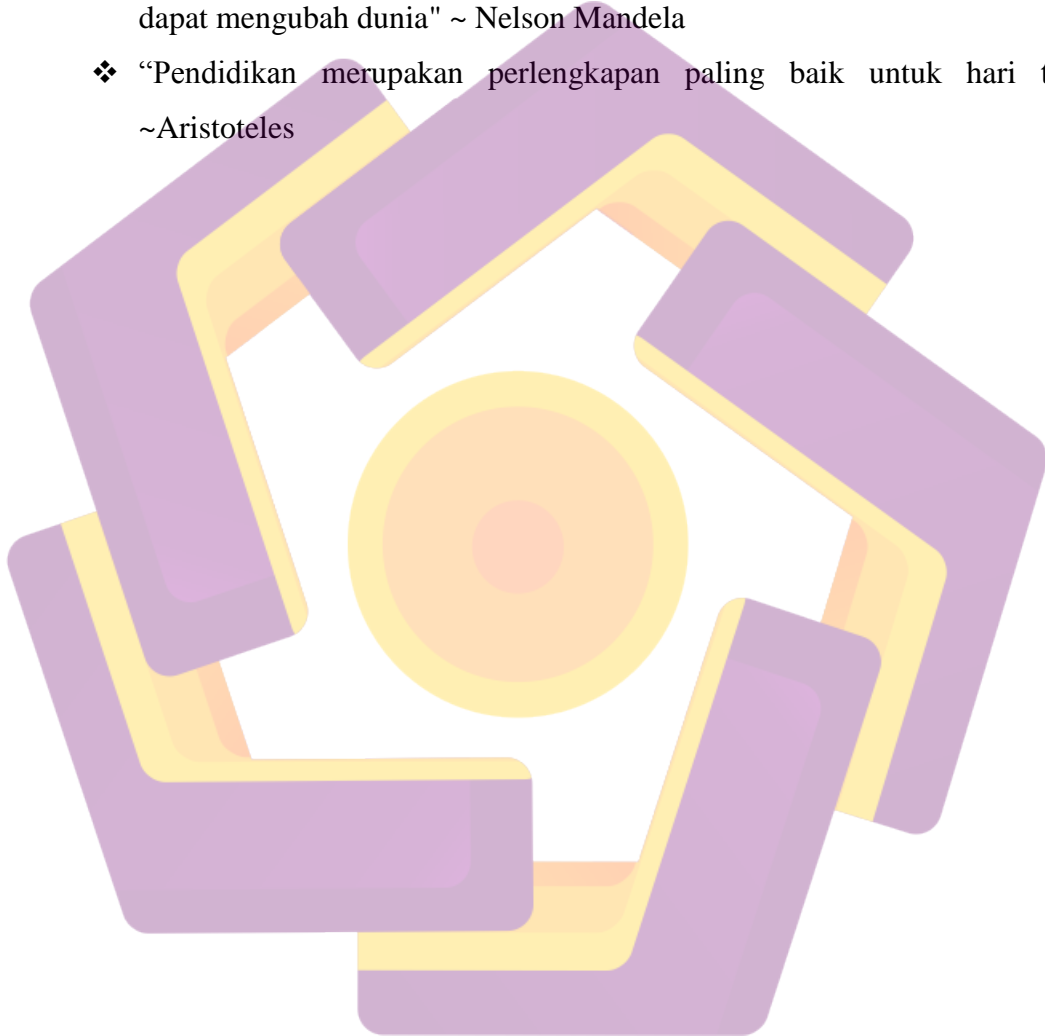 dapat mengubah dunia" ~ Nelson Mandela
❖ “Pendidikan merupakan perlengkapan paling baik untuk hari
~Aristoteles